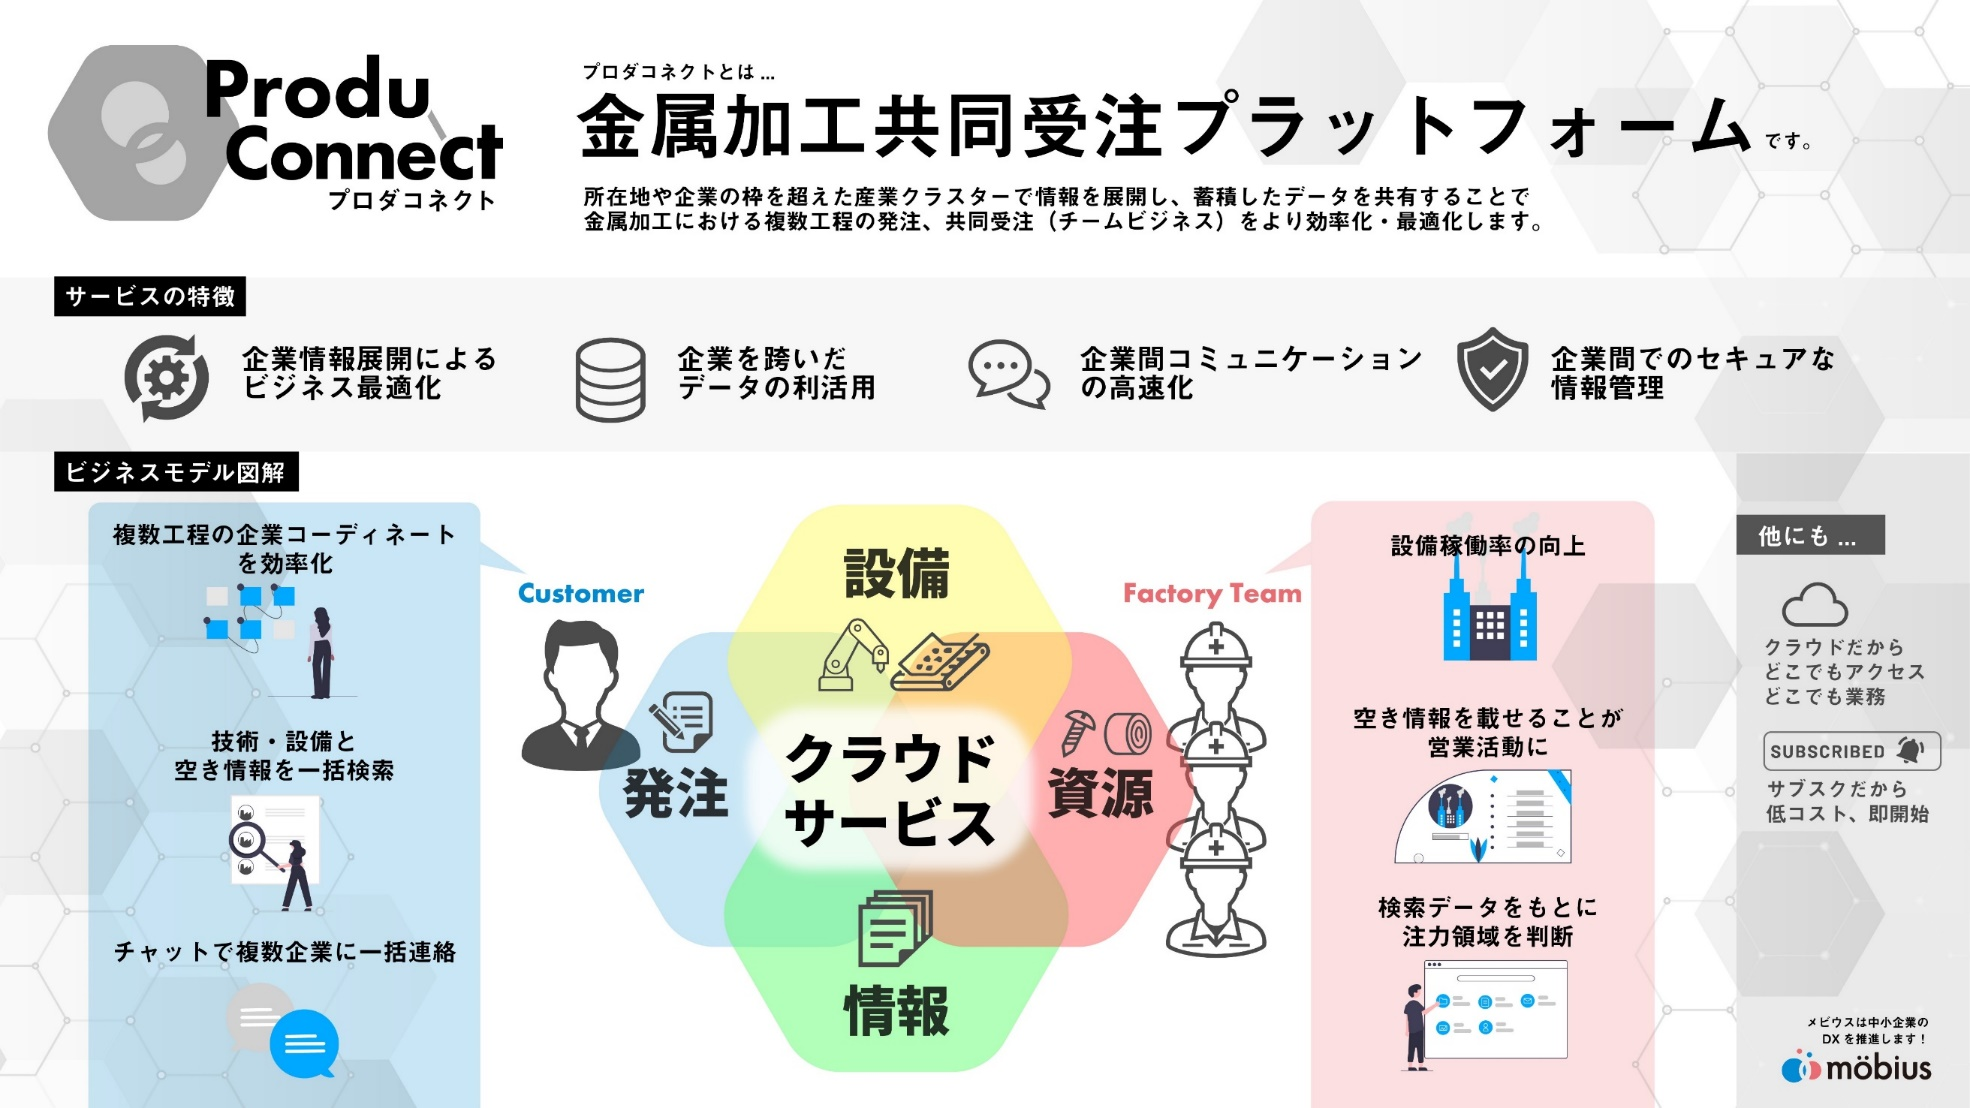 Produ
Connect
プロダコネクト
プロダコネクトとは ...
金属加工共同受注プラットフォームです。
所在地や企業の枠を超えた産業クラスターで情報を展開し、蓄積したデータを共有することで
金属加工における複数工程の発注、共同受注（チームビジネス）をより効率化・最適化します。
サービスの特徴
企業情報展開による
ビジネス最適化
企業を跨いだ
データの利活用
企業間コミュニケーション
の高速化
企業間でのセキュアな
情報管理
ビジネスモデル図解
複数工程の企業コーディネート
を効率化
技術・設備と
空き情報を一括検索
チャットで複数企業に一括連絡
Customer
設備
発注
クラウド
サービス
資源
情報
Factory Team
設備稼働率の向上
空き情報を載せることが
営業活動に
検索データをもとに
注力領域を判断
他にも ...
クラウドだから
どこでもアクセス
どこでも業務
SUBSCRIBED
サブスクだから
低コスト、即開始
メビウスは中小企業の
DX を推進します！
möbius